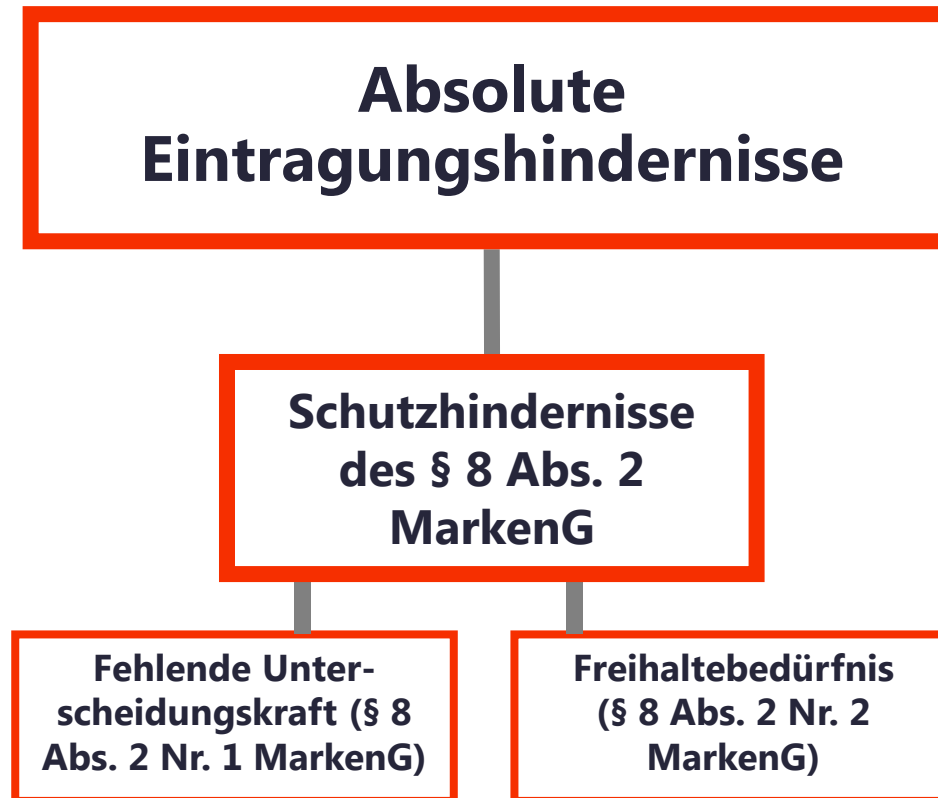 Absolute
Eintragungshindernisse
Schutzhindernisse
des § 8 Abs. 2
MarkenG
Fehlende Unter-
scheidungskraft (§ 8
Abs. 2 Nr. 1 MarkenG)
Freihaltebedürfnis
(§ 8 Abs. 2 Nr. 2
MarkenG)